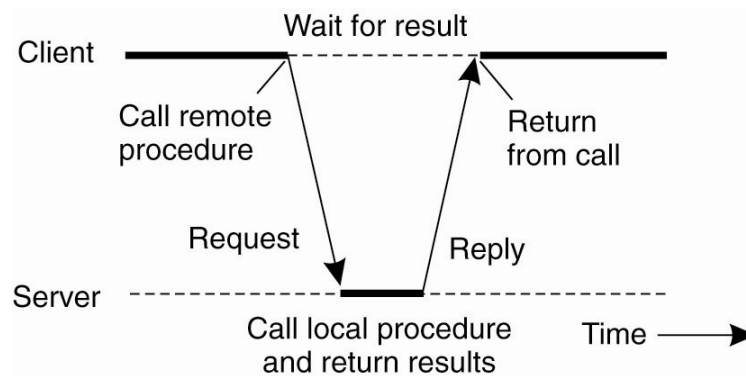 Wait for result
Client
Call remote
procedure
Return
from call
Request
Reply
Server
Call local procedure
and return results
Time